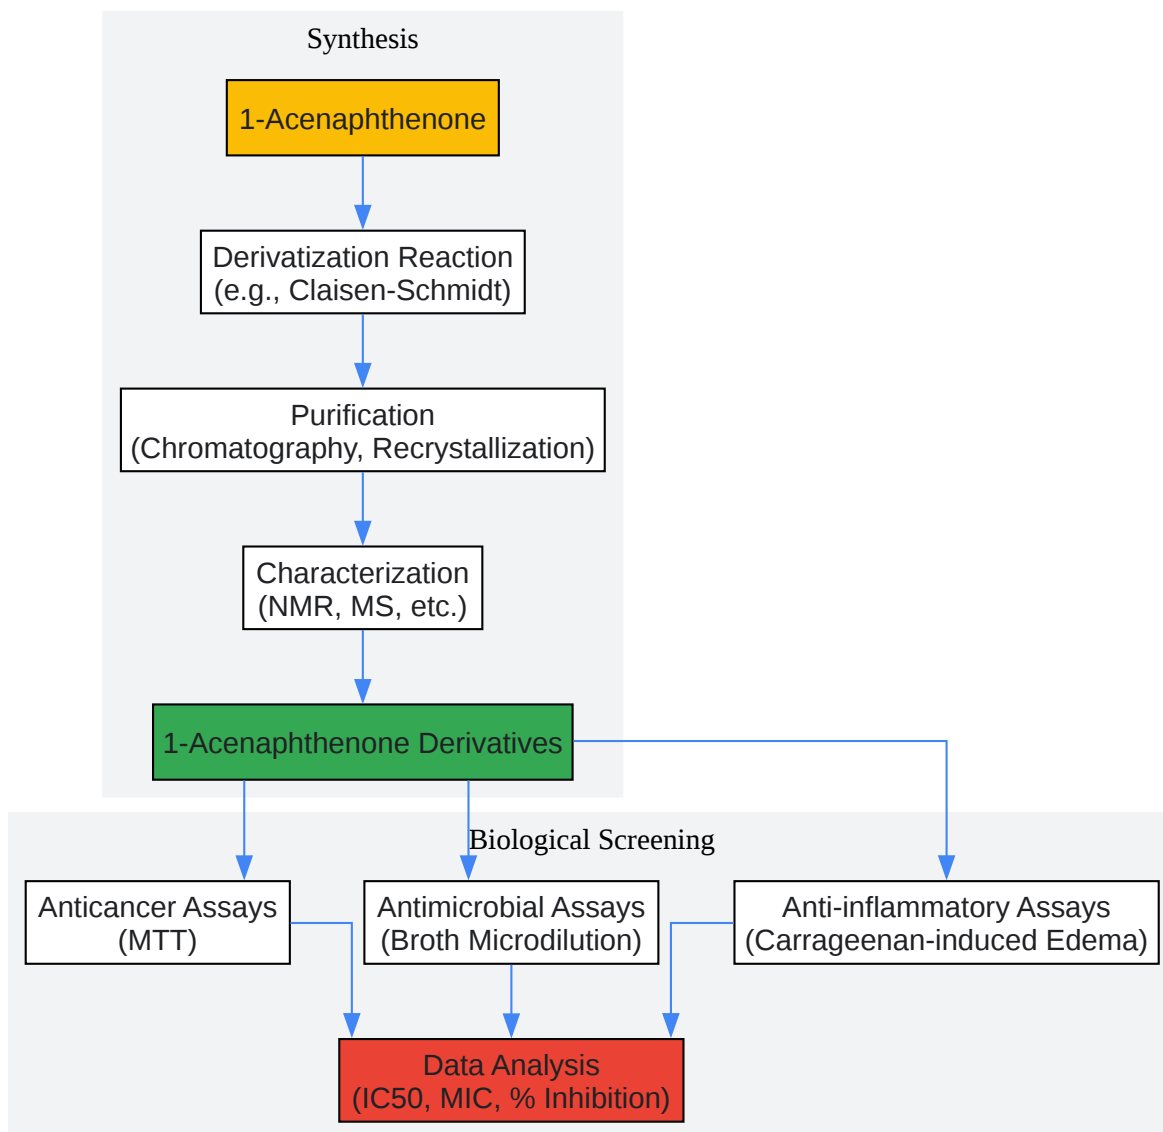 Synthesis
1-Acenaphthenone
Derivatization Reaction
(e.g., Claisen-Schmidt)
Purification
(Chromatography, Recrystallization)
Characterization
(NMR, MS, etc.)
1-Acenaphthenone Derivatives
Biological Screening
Anticancer Assays
(MTT)
Antimicrobial Assays
(Broth Microdilution)
Anti-inflammatory Assays
(Carrageenan-induced Edema)
Data Analysis
(IC50, MIC, % Inhibition)